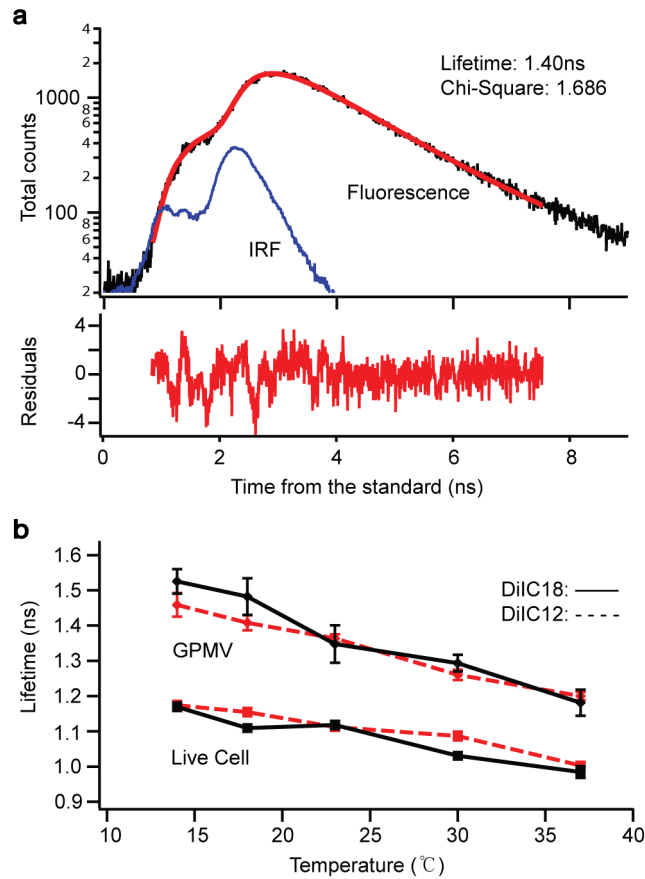 a
Lifetime: 1.40ns
Chi-Square: 1.686
Total counts
4
2
1000
8
6
4
2
100
8
6
4
2
Fluorescence
IRF
Residuals
4
0
-4
0 2 4 6 8
Time from the standard (ns)
b
Lifetime (ns)
1.6
1.5
1.4
1.3
1.2
1.1
1.0
0.9
DiIC18:
DiIC12:
GPMV
Live Cell
10 15 20 25 30 35 40
Temperature (℃)